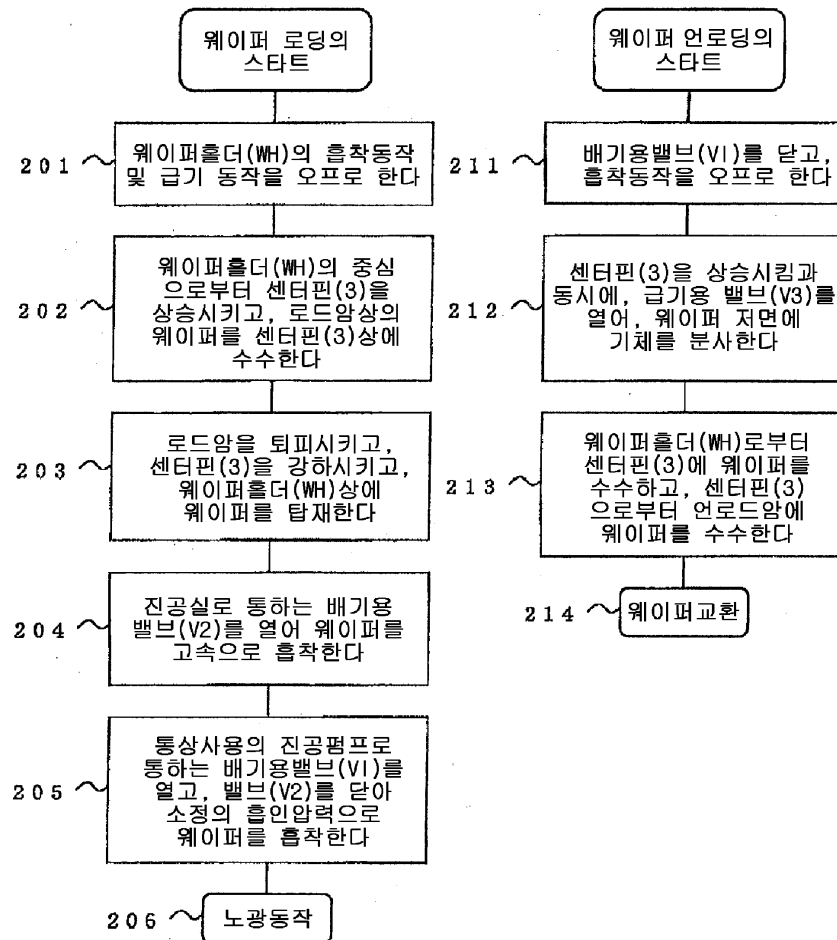 웨이퍼 로딩의
스타트
201
웨이퍼홀더(WH)의 흡착동작
및 급기 동작을 오프로 한다
202
웨이퍼홀더(WH)의 중심
으로부터 센터핀(3)을
상승시키고, 로드암상의
웨이퍼를 센터핀(3)상에
수수한다
203
로드암을 퇴피시키고,
센터핀(3)을 강하시키고,
웨이퍼홀더(WH)상에
웨이퍼를 탑재한다
204
진공실로 통하는 배기용
밸브(V2)를 열어 웨이퍼를
고속으로 흡착한다
205
통상사용의 진공펌프로
통하는 배기용밸브(V1)를
열고, 밸브(V2)를 닫아
소정의 흡인압력으로
웨이퍼를 흡착한다
206
노광동작
웨이퍼 언로딩의
스타트
211
배기용밸브(V1)를 닫고,
흡착동작을 오프로 한다
212
센터핀(3)을 상승시킴과
동시에, 급기용 밸브(V3)를
열어, 웨이퍼 저면에
기체를 분사한다
213
웨이퍼홀더(WH)로부터
센터핀(3)에 웨이퍼를
수수하고, 센터핀(3)
으로부터 언로드암에
웨이퍼를 수수한다
214
웨이퍼교환